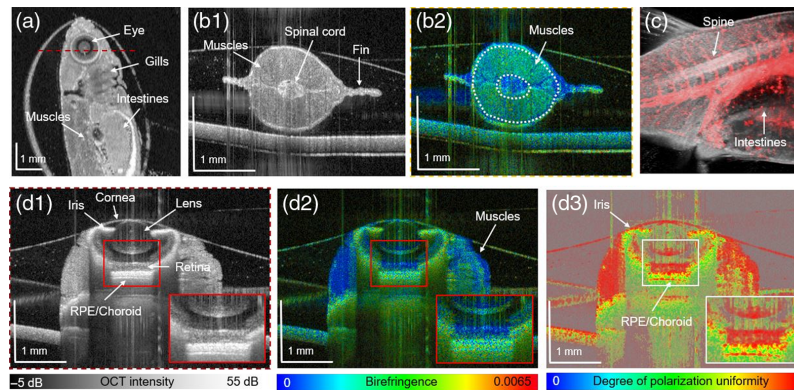 (a)
Eye
Gills
Intestines
Muscles
1 mm
(b1)
Spinal cord
Muscles
Fin
1 mm
(b2)
Muscles
1 mm
(c)
Spine
Intestines
(d1)
Cornea
Iris
Lens
Retina
RPE/Choroid
1 mm
(d2)
Muscles
1 mm
(d3)
Iris
RPE/Choroid
1 mm
–5 dB OCT intensity 55 dB
0 Birefringence 0.0065
0 Degree of polarization uniformity 1